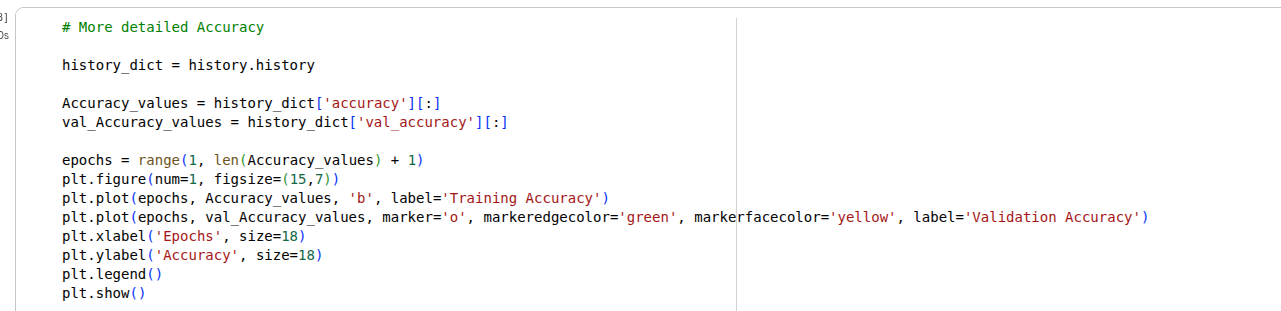 3]
0s
# More detailed Accuracy
history_dict = history.history
Accuracy_values = history_dict['accuracy'][:]
val_Accuracy_values = history_dict['val_accuracy'][:]
epochs = range(1, len(Accuracy_values) + 1)
plt.figure(num=1, figsize=(15,7))
plt.plot(epochs, Accuracy_values, 'b', label='Training Accuracy')
plt.plot(epochs, val_Accuracy_values, marker='o', markeredgecolor='green', markerfacecolor='yellow', label='Validation Accuracy')
plt.xlabel('Epochs', size=18)
plt.ylabel('Accuracy', size=18)
plt.legend()
plt.show()